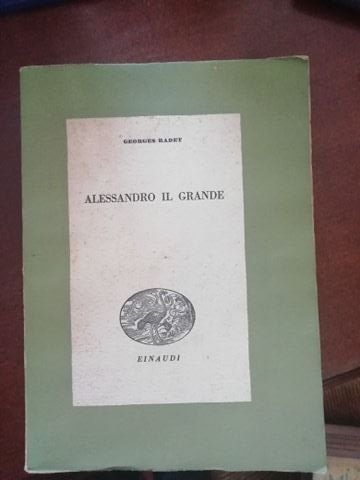 GEORGES RADET
ALESSANDRO IL GRANDE
EINAUDI